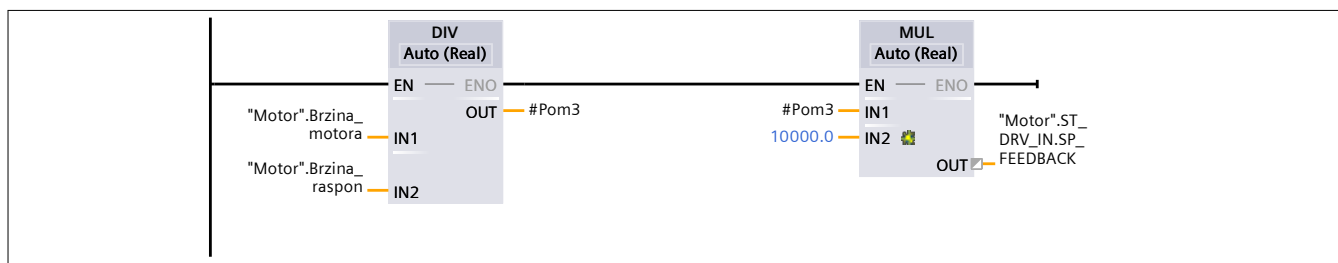 DIV
Auto (Real)
EN
ENO
"Motor".Brzina_
motora
IN1
"Motor".Brzina_
raspon
IN2
OUT
#Pom3
MUL
Auto (Real)
EN
ENO
#Pom3
IN1
10000.0
IN2
OUT
"Motor".ST_
DRV_IN.SP_
FEEDBACK